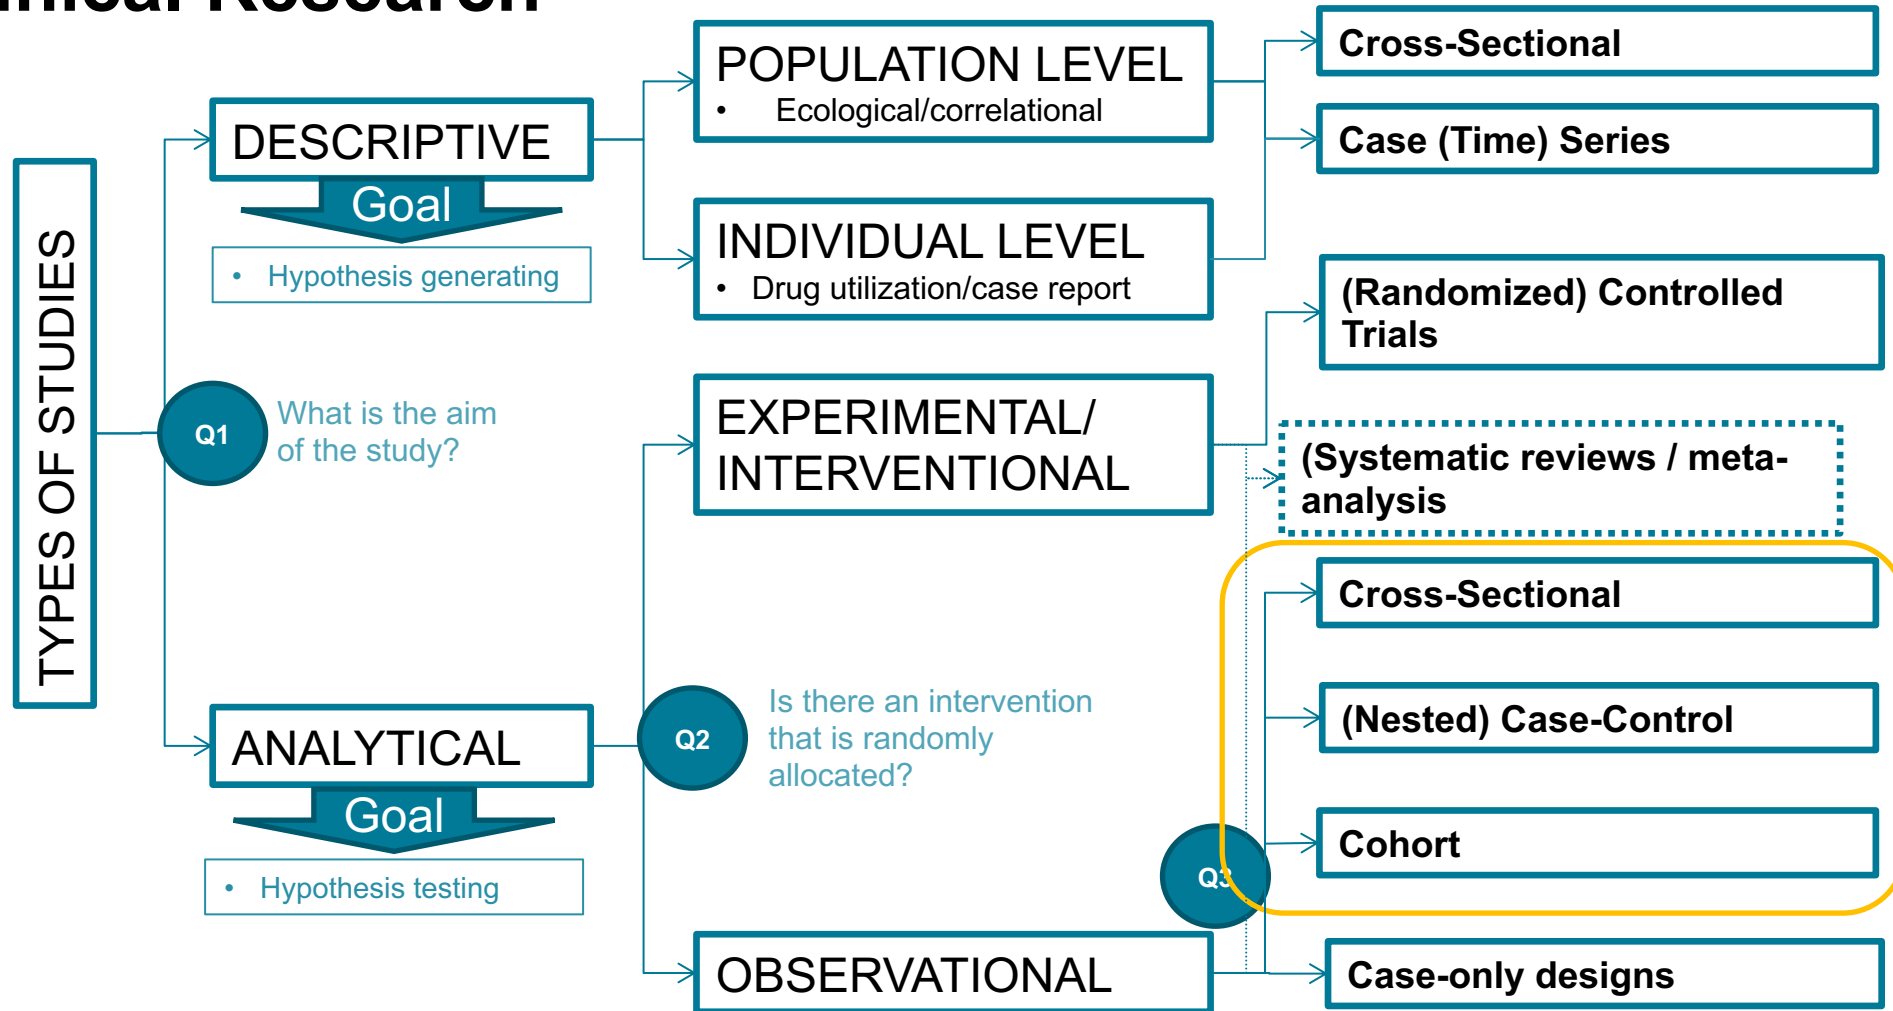 Research
TYPES OF STUDIES
Q1
What is the aim
of the study?
DESCRIPTIVE
Goal
• Hypothesis generating
ANALYTICAL
Goal
• Hypothesis testing
POPULATION LEVEL
• Ecological/correlational
INDIVIDUAL LEVEL
• Drug utilization/case report
EXPERIMENTAL/
INTERVENTIONAL
Q2
Is there an intervention
that is randomly
allocated?
OBSERVATIONAL
Q3
Cross-Sectional
Case (Time) Series
(Randomized) Controlled
Trials
(Systematic reviews / meta-
analysis
Cross-Sectional
(Nested) Case-Control
Cohort
Case-only designs